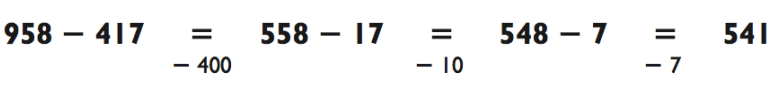 958 – 417 = 558 – 17 = 548 – 7 = 541
– 400 – 10 – 7